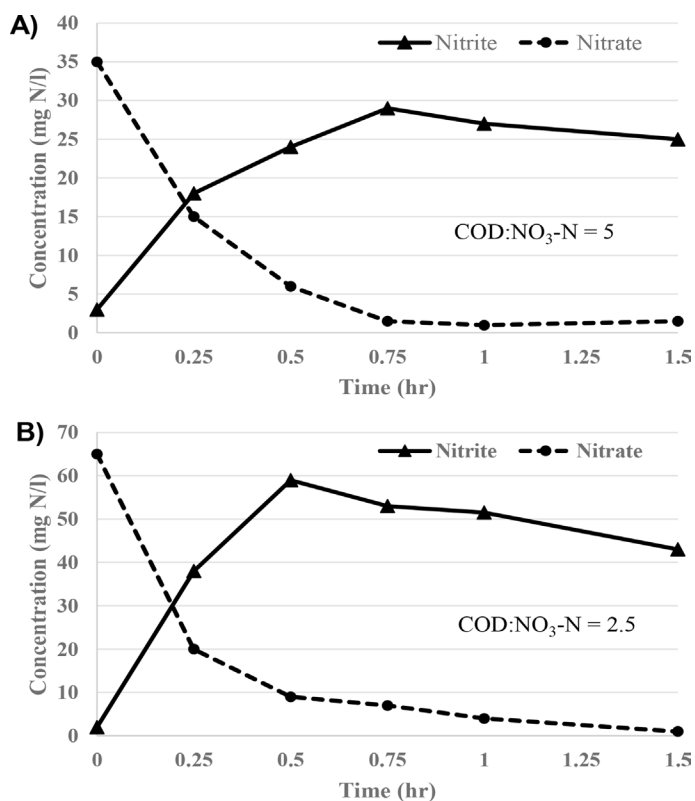 A)
Nitrite Nitrate
Concentration (mg N/l)
40
35
30
25
20
15
10
5
0
COD:NO₃-N = 5
0 0.25 0.5 0.75 1 1.25 1.5
Time (hr)
B)
Nitrite Nitrate
Concentration (mg N/l)
70
60
50
40
30
20
10
0
COD:NO₃-N = 2.5
0 0.25 0.5 0.75 1 1.25 1.5
Time (hr)